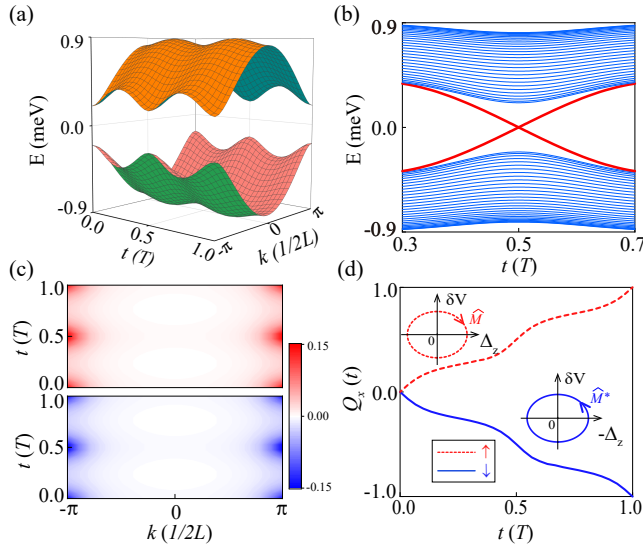 (a)
0.9
0.0
-0.9
E (meV)
0.0
0.5
1.0
t (T)
-π
0
π
k (1/2L)
(b)
0.9
0
-0.9
E (meV)
0.3
0.5
0.7
t (T)
(c)
1.0
0.5
0.0
t (T)
1.0
0.5
0.0
t (T)
-π
0
π
k (1/2L)
0.15
0.00
-0.15
(d)
1.0
0.0
-1.0
Qₓ (t)
δV
M̂
0
Δ_z
δV
M̂*
0
-Δ_z
↑
↓
0.0
0.5
1.0
t (T)